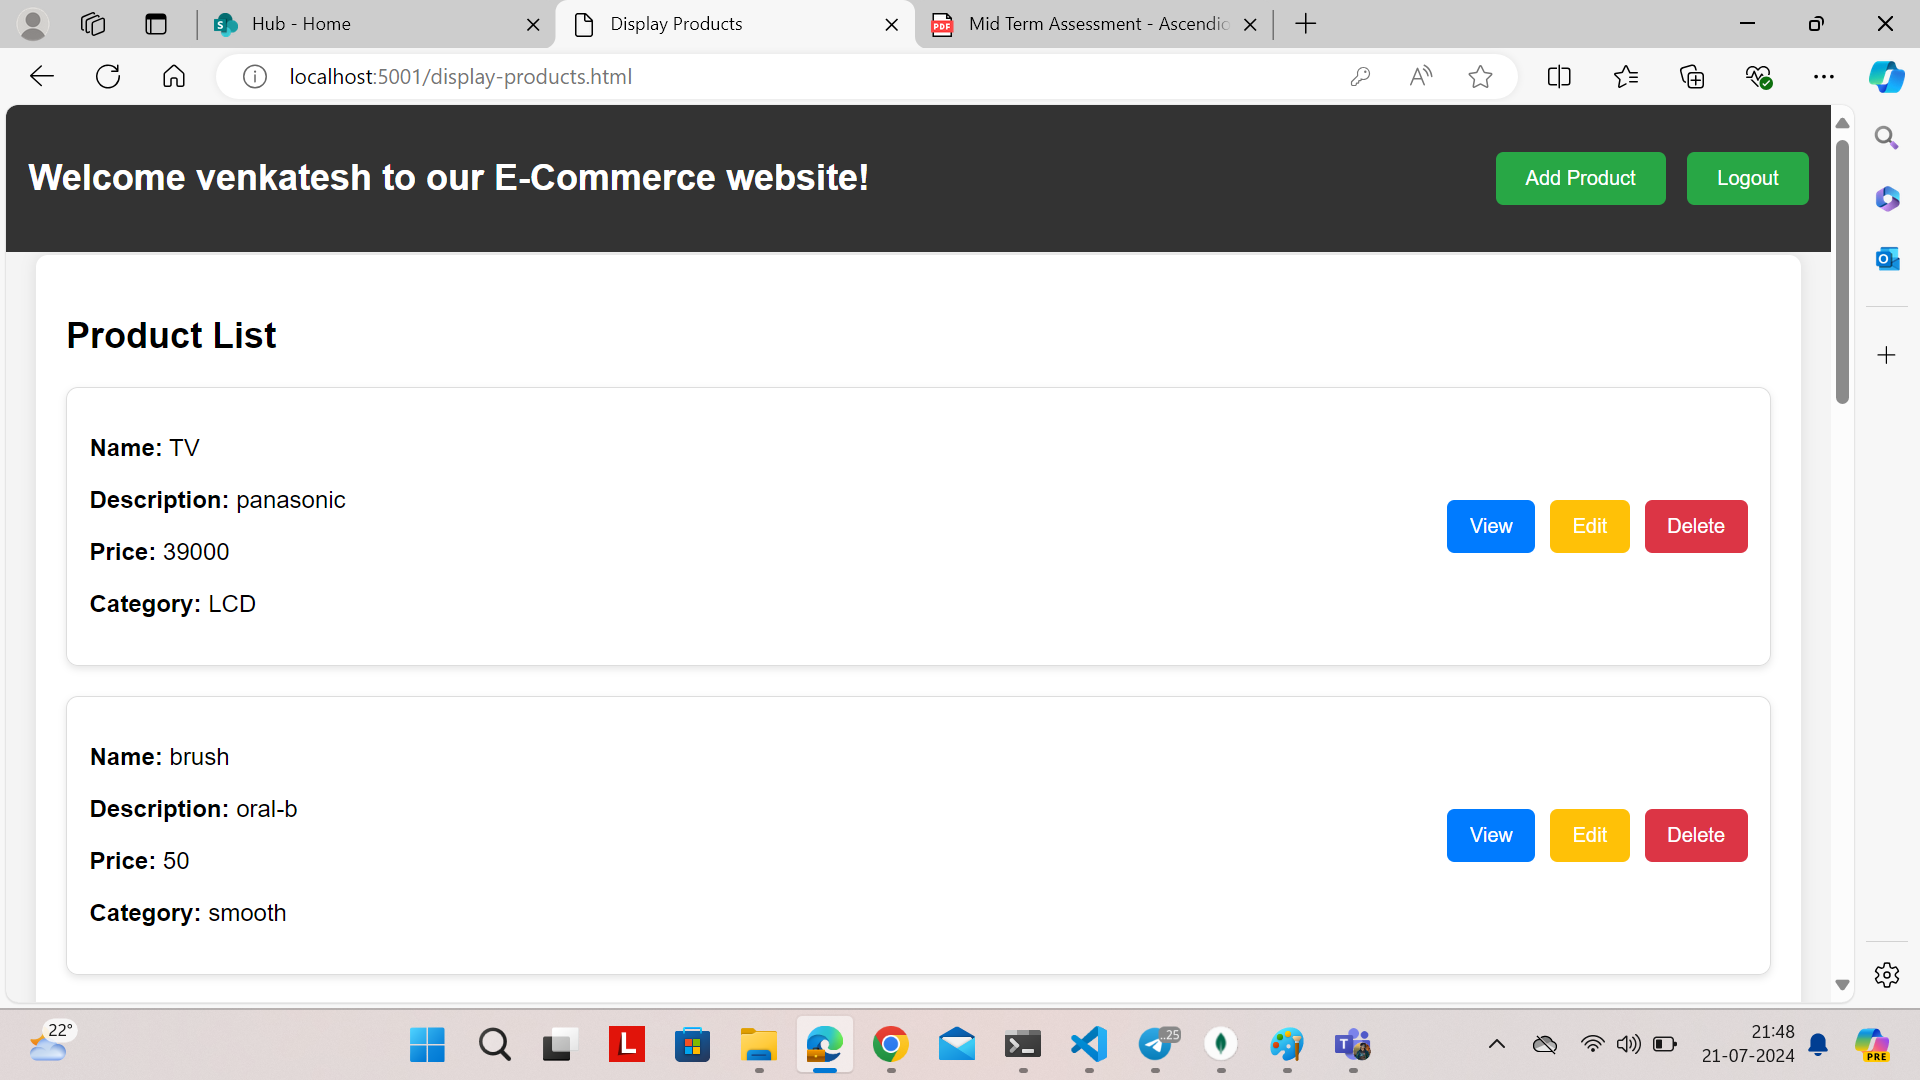 Hub - Home
Display Products
Mid Term Assessment - Ascendio
localhost:5001/display-products.html
Welcome venkatesh to our E-Commerce website!
Add Product
Logout
Product List
Name: TV
Description: panasonic
Price: 39000
Category: LCD
View
Edit
Delete
Name: brush
Description: oral-b
Price: 50
Category: smooth
View
Edit
Delete
22°
L
..25
21:48
21-07-2024
PRE